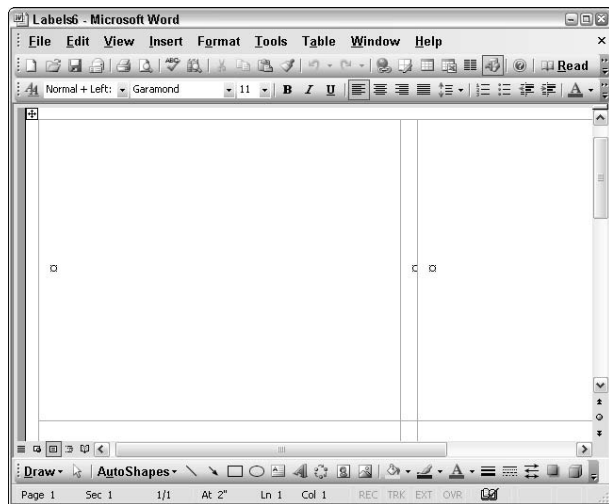 Labels6 - Microsoft Word
File Edit View Insert Format Tools Table Window Help
ABC Read
Normal + Left: Garamond 11 B I U A
Draw AutoShapes A
Page 1 Sec 1 1/1 At 2" Ln 1 Col 1 REC TRK EXT OVR